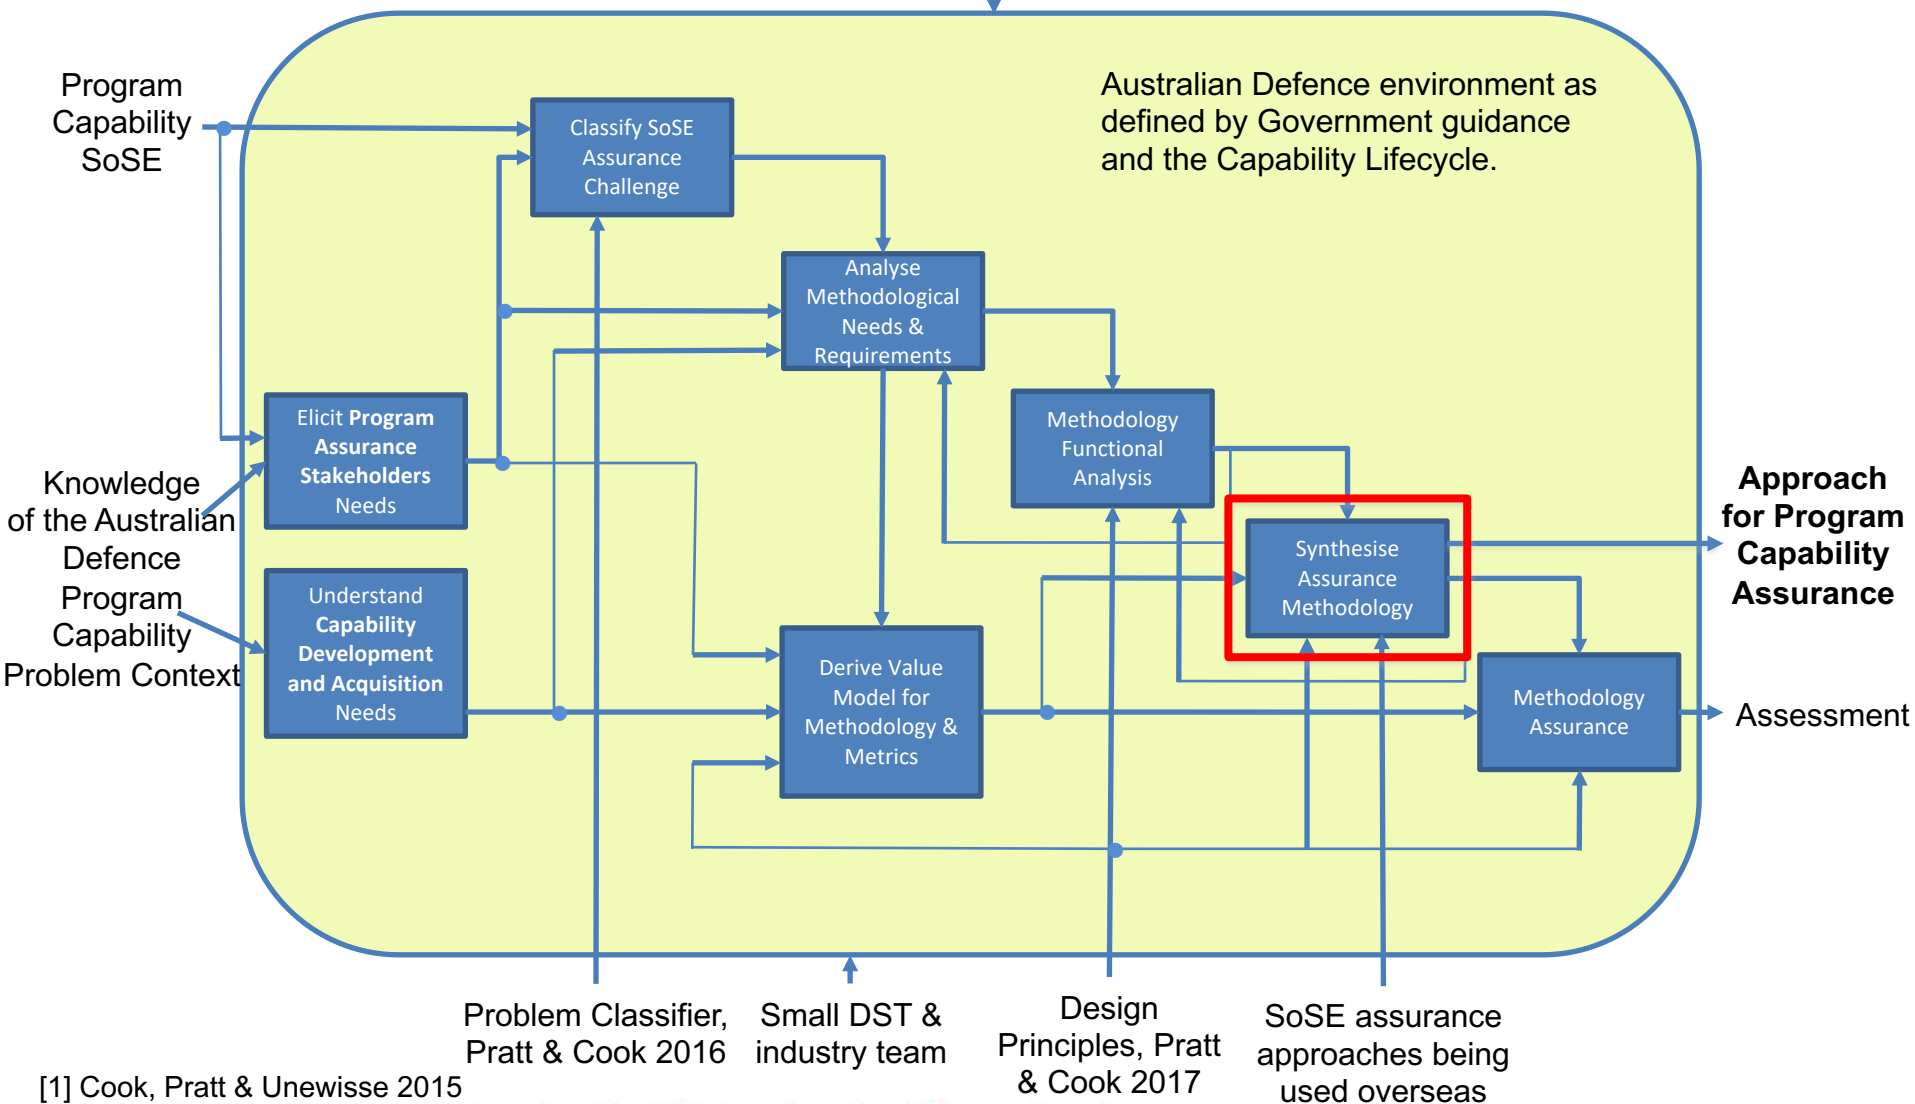 Program
Capability
SoSE
Classify SoSE
Assurance
Challenge
Australian Defence environment as
defined by Government guidance
and the Capability Lifecycle.
Analyse
Methodological
Needs &
Requirements
Elicit Program
Assurance
Stakeholders
Needs
Methodology
Functional
Analysis
Knowledge
of the Australian
Defence
Approach
for Program
Capability
Assurance
Synthesise
Assurance
Methodology
Program
Capability
Problem Context
Understand
Capability
Development
and Acquisition
Needs
Derive Value
Model for
Methodology &
Metrics
Methodology
Assurance
Assessment
Problem Classifier,
Pratt & Cook 2016
Small DST &
industry team
Design
Principles, Pratt
& Cook 2017
SoSE assurance
approaches being
used overseas
[1] Cook, Pratt & Unewisse 2015